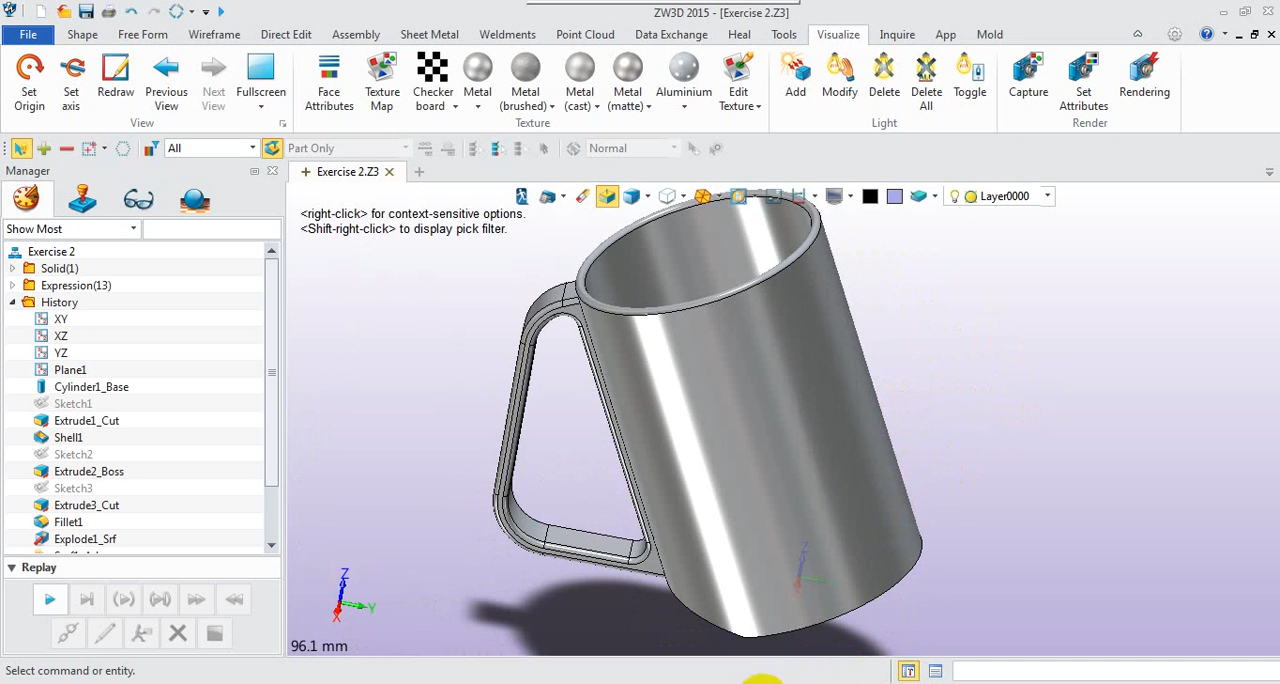 ZW3D 2015 - [Exercise 2.Z3]
File Shape Free Form Wireframe Direct Edit Assembly Sheet Metal Weldments Point Cloud Data Exchange Heal Tools Visualize Inquire App Mold
Set Origin Set axis Redraw Previous View Next View Fullscreen Face Attributes Texture Map Checker board Metal Metal (brushed) Metal (cast) Metal (matte) Aluminium Edit Texture Add Modify Delete Delete All Toggle Capture Set Attributes Rendering
View Texture Light Render
All Part Only Normal
Manager
Exercise 2.Z3
Show Most
<right-click> for context-sensitive options.
<Shift-right-click> to display pick filter.
Layer0000
Exercise 2
Solid(1)
Expression(13)
History
XY
XZ
YZ
Plane1
Cylinder1_Base
Sketch1
Extrude1_Cut
Shell1
Sketch2
Extrude2_Boss
Sketch3
Extrude3_Cut
Fillet1
Explode1_Srf
Replay
Z
Y
X
Z
96.1 mm
Select command or entity.